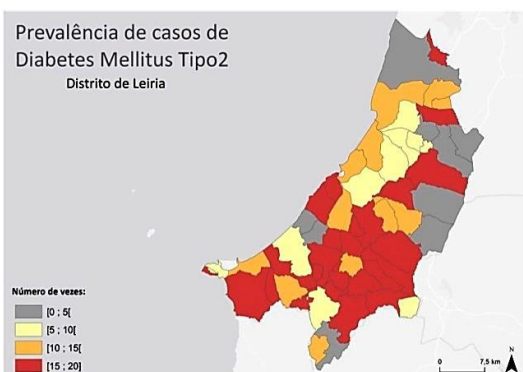 Prevalência de casos de
Diabetes Mellitus Tipo2
Distrito de Leiria
Número de vezes:
[0 ; 5[
[5 ; 10[
[10 ; 15[
[15 ; 20]
N
0 7,5 km